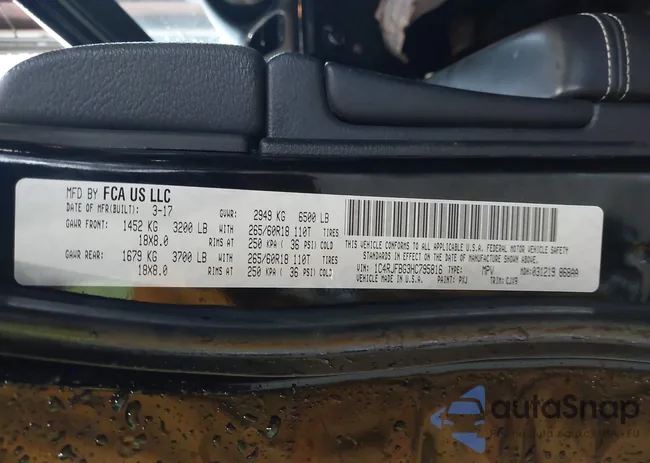 MFD BY FCA US LLC
DATE OF MFR(BUILT): 3-17 GVWR: 2949 KG 6500 LB
GAWR FRONT: 1452 KG 3200 LB 265/60R18 110T TIRES
18X8.0 RIMS AT 250 KPA ( 36 PSI) COLD
GAWR REAR: 1679 KG 3700 LB 265/60R18 110T TIRES
18X8.0 RIMS AT 250 KPA ( 36 PSI) COLD
THIS VEHICLE CONFORMS TO ALL APPLICABLE U.S.A. FEDERAL MOTOR VEHICLE SAFETY
STANDARDS IN EFFECT ON THE DATE OF MANUFACTURE SHOWN ABOVE.
VIN: 1C4RJFBG3HC795816 TYPE: MPV MDH:031219 868AA
VEHICLE MADE IN U.S.A. PAINT: PXJ TRIM: CJX9
autoSnap